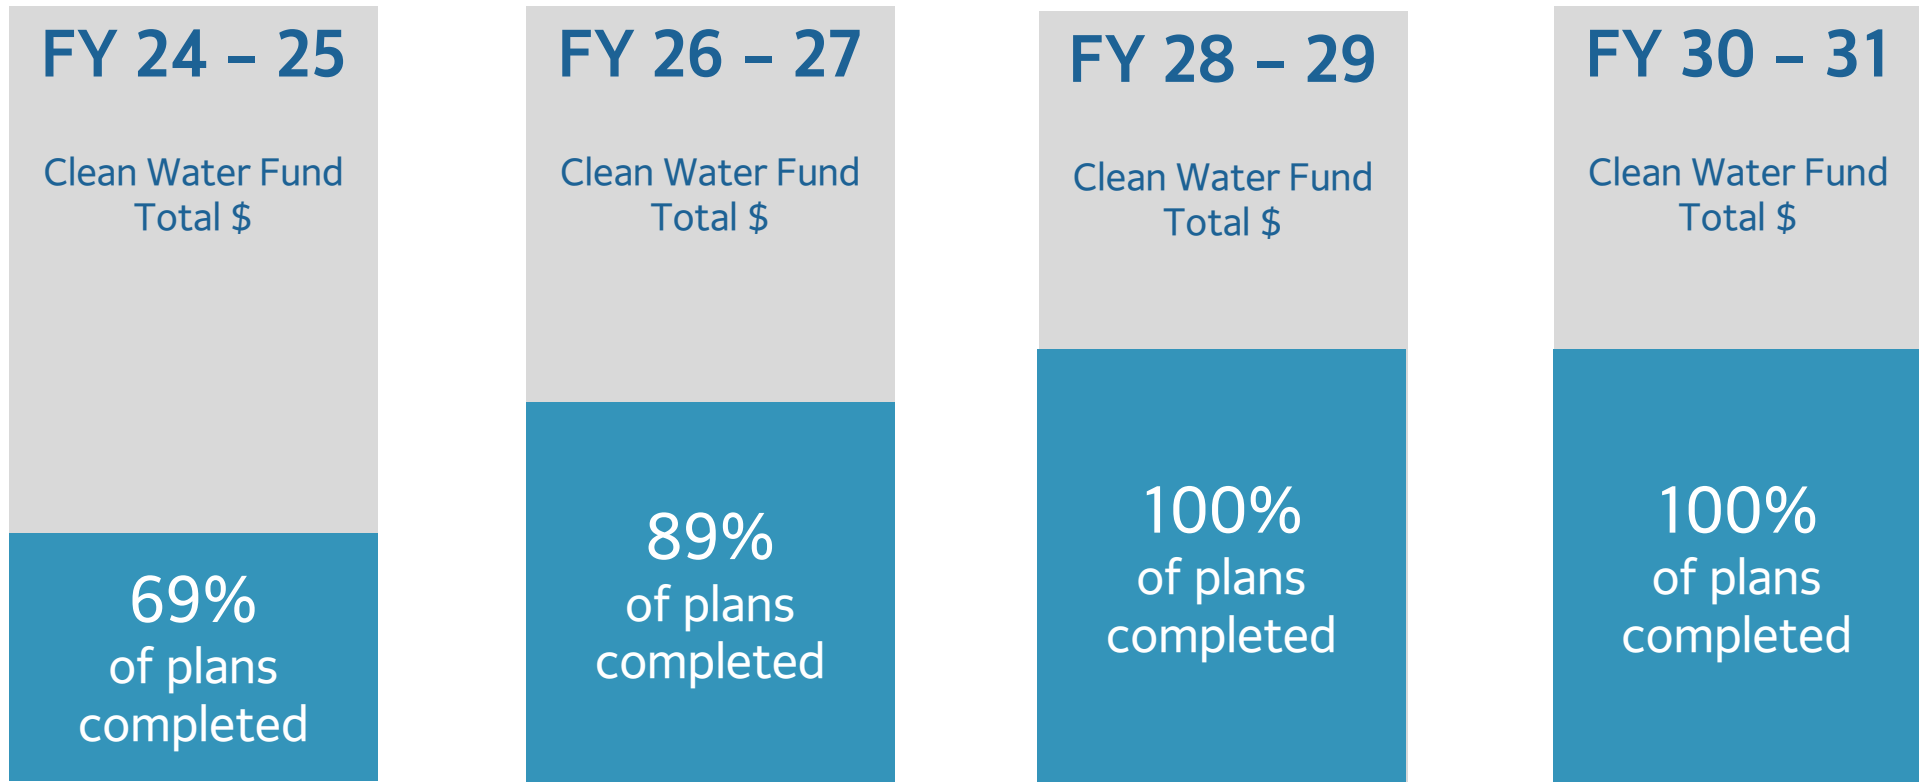 FY 24 – 25
Clean Water Fund
Total $
69%
of plans
completed
FY 26 – 27
Clean Water Fund
Total $
89%
of plans
completed
FY 28 – 29
Clean Water Fund
Total $
100%
of plans
completed
FY 30 – 31
Clean Water Fund
Total $
100%
of plans
completed